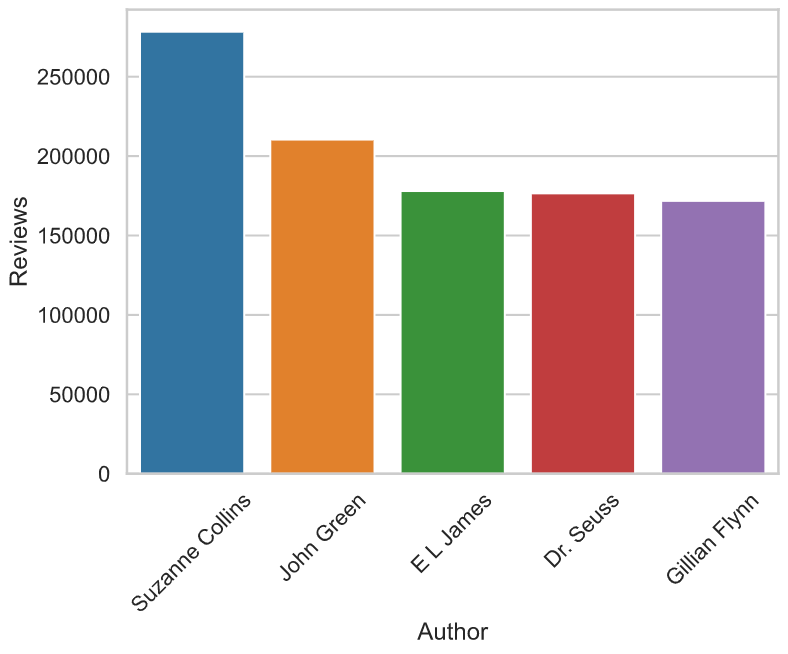 250000
200000
150000
100000
50000
0
Reviews
Suzanne Collins
John Green
E L James
Dr. Seuss
Gillian Flynn
Author